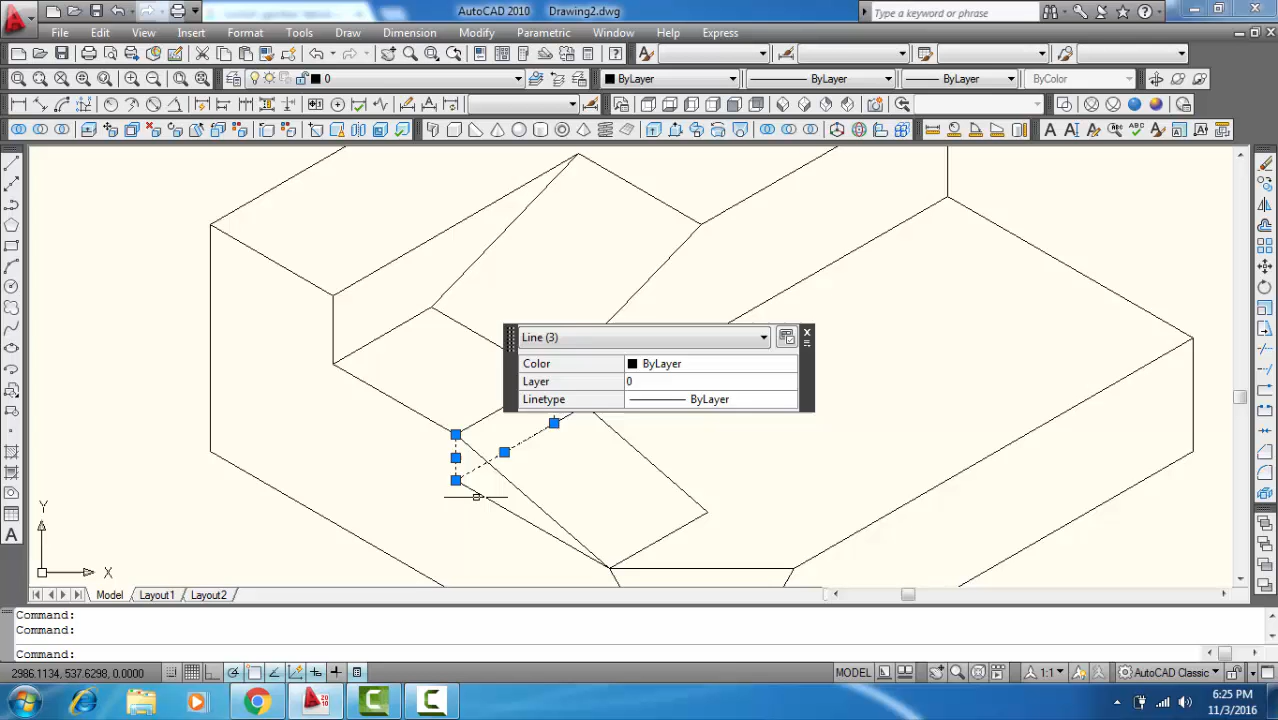 AutoCAD 2010 Drawing2.dwg
Type a keyword or phrase
File Edit View Insert Format Tools Draw Dimension Modify Parametric Window Help Express
0 ByLayer ByLayer ByLayer ByColor
Line (3)
Color ByLayer
Layer 0
Linetype ByLayer
Y
X
Model Layout1 Layout2
Command:
Command:
Command:
2986.1134, 537.6298, 0.0000 MODEL 1:1 AutoCAD Classic
6:25 PM
11/3/2016